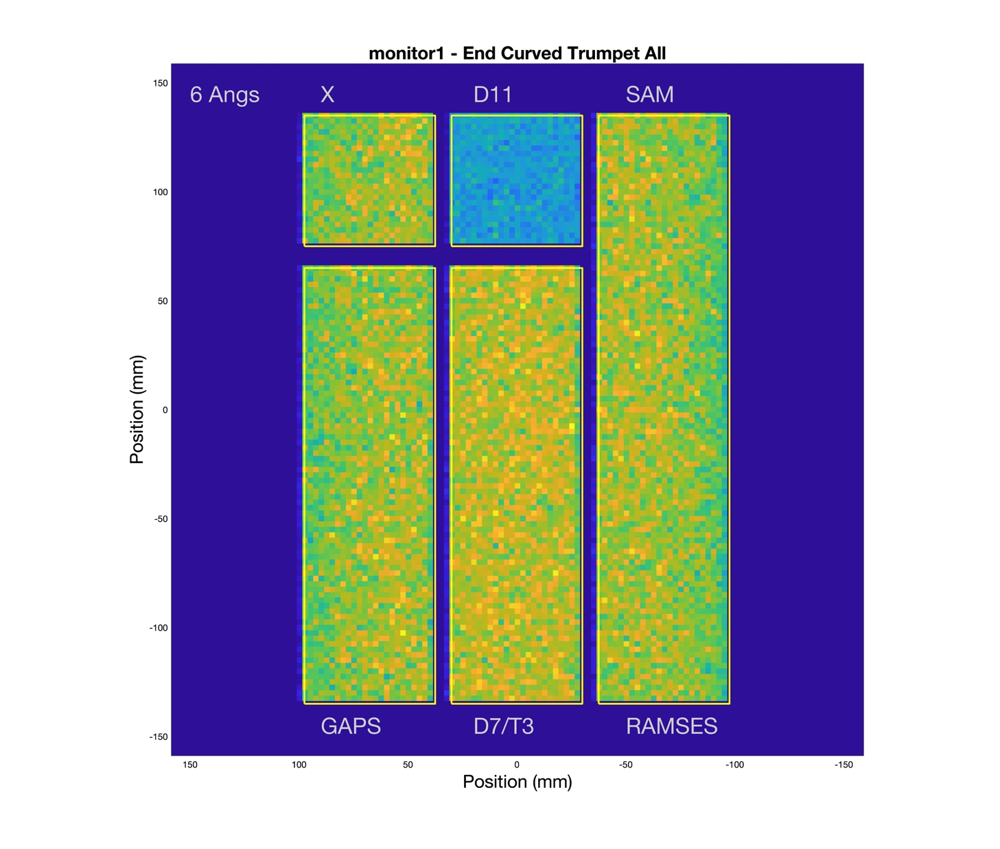 monitor1 - End Curved Trumpet All
6 Angs X D11 SAM
150
100
50
0
-50
-100
-150
Position (mm)
GAPS D7/T3 RAMSES
150 100 50 0 -50 -100 -150
Position (mm)